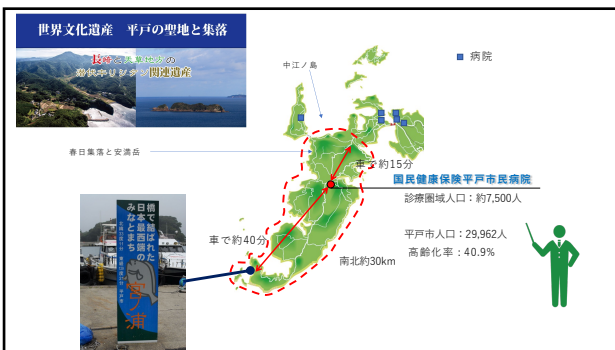 世界文化遺産　平戸の聖地と集落
長崎と天草地方の
潜伏キリシタン関連遺産
中江ノ島
病院
春日集落と安満岳
車で約15分
国民健康保険平戸市民病院
診療圏域人口：約7,500人
平戸市人口：29,962人
高齢化率：40.9%
車で約40分
南北約30km
橋で結ばれた
日本最西端の
みなとまち
宮ノ浦